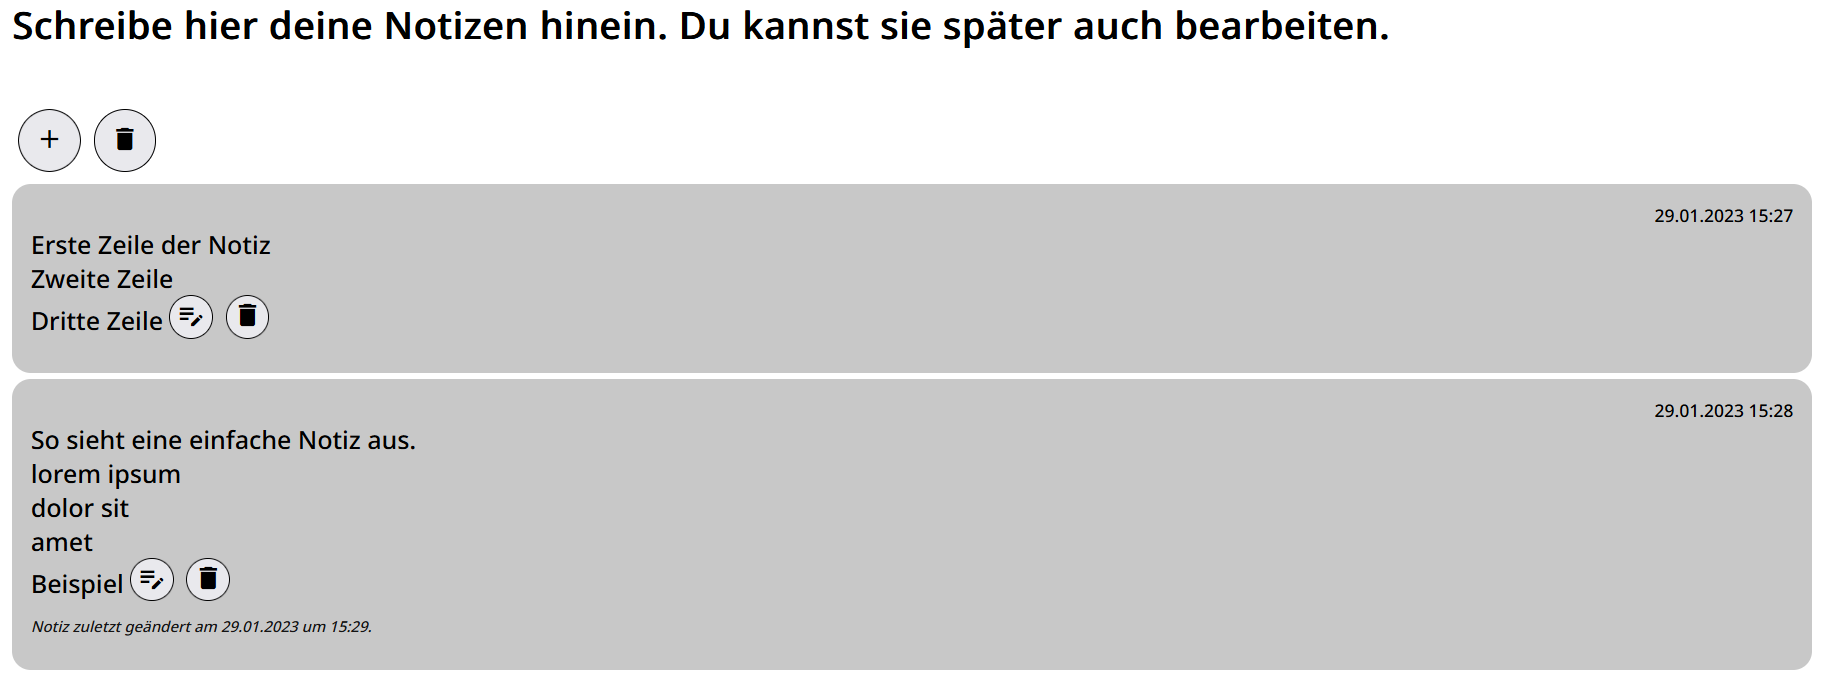 Schreibe hier deine Notizen hinein. Du kannst sie später auch bearbeiten.
29.01.2023 15:27
Erste Zeile der Notiz
Zweite Zeile
Dritte Zeile
29.01.2023 15:28
So sieht eine einfache Notiz aus.
lorem ipsum
dolor sit
amet
Beispiel
Notiz zuletzt geändert am 29.01.2023 um 15:29.